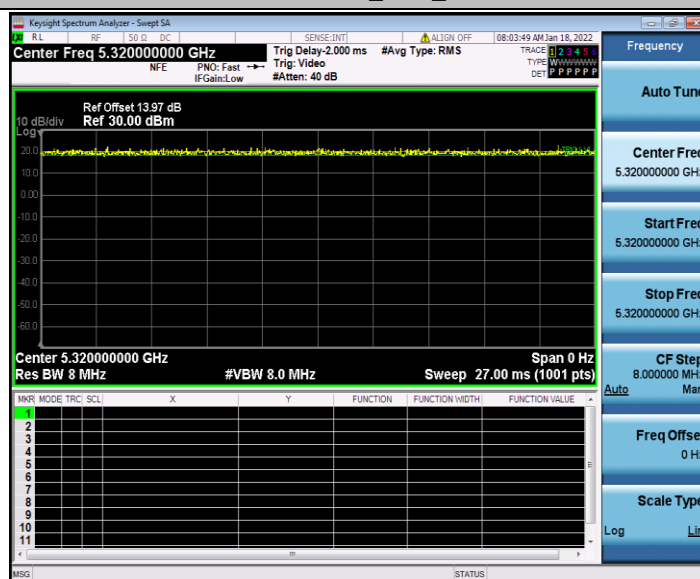 Keysight Spectrum Analyzer - Swept SA
RL RF 50 Ω DC SENSE:INT ALIGN OFF 08:03:49 AM Jan 18, 2022
Center Freq 5.320000000 GHz
NFE
PNO: Fast
IFGain:Low
Trig Delay-2.000 ms
Trig: Video
#Atten: 40 dB
#Avg Type: RMS
TRACE 1 2 3 4 5 6
TYPE WWWWWW
DET P P P P P P
Ref Offset 13.97 dB
10 dB/div Ref 30.00 dBm
Log
20.0
10.0
0.00
-10.0
-20.0
-30.0
-40.0
-50.0
-60.0
Center 5.320000000 GHz Span 0 Hz
Res BW 8 MHz #VBW 8.0 MHz Sweep 27.00 ms (1001 pts)
MKR MODE TRC SCL X Y FUNCTION FUNCTION WIDTH FUNCTION VALUE
1
2
3
4
5
6
7
8
9
10
11
MSG STATUS
Frequency
Auto Tune
Center Freq
5.320000000 GHz
Start Freq
5.320000000 GHz
Stop Freq
5.320000000 GHz
CF Step
8.000000 MHz
Auto Man
Freq Offset
0 Hz
Scale Type
Log Lin